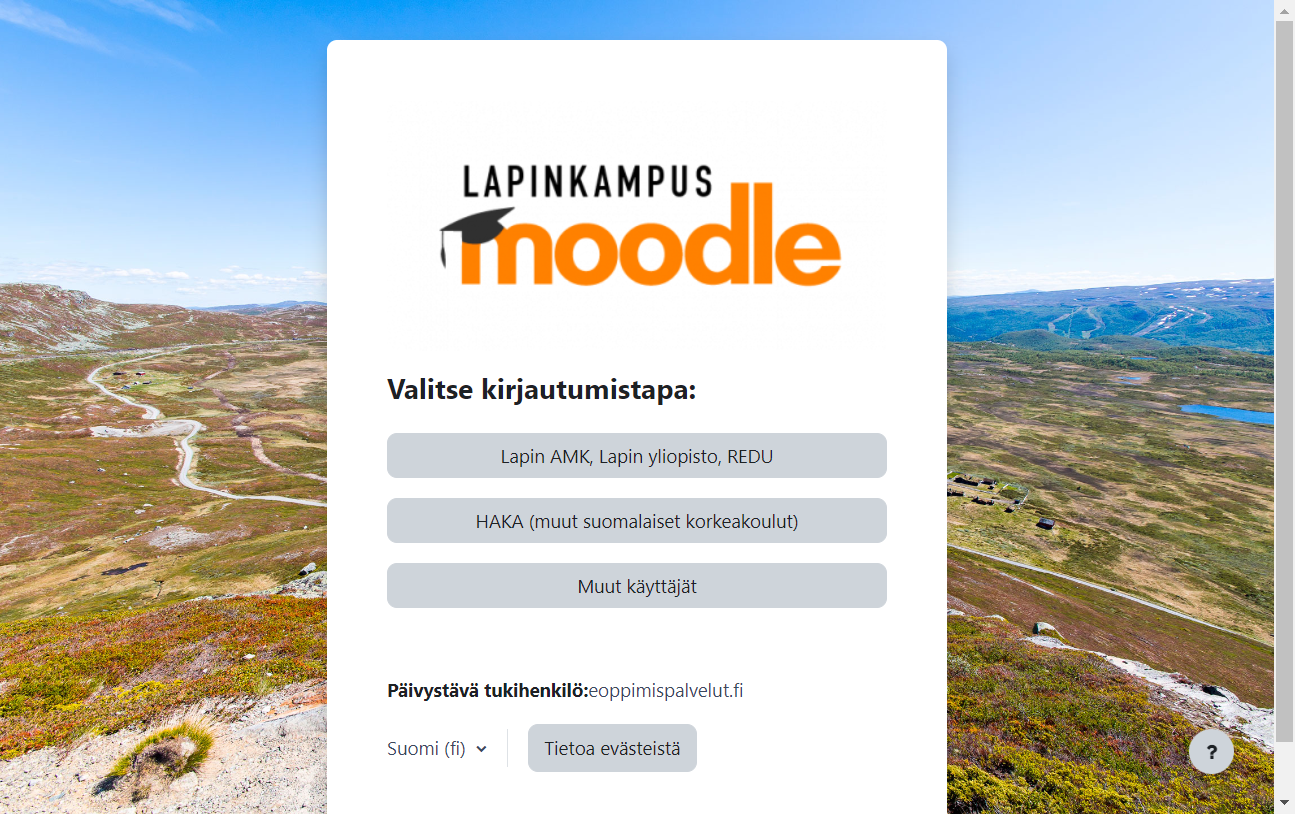 LAPINKAMPUS
moodle
Valitse kirjautumistapa:
Lapin AMK, Lapin yliopisto, REDU
HAKA (muut suomalaiset korkeakoulut)
Muut käyttäjät
Päivystävä tukihenkilö:eoppimispalvelut.fi
Suomi (fi)
Tietoa evästeistä
?